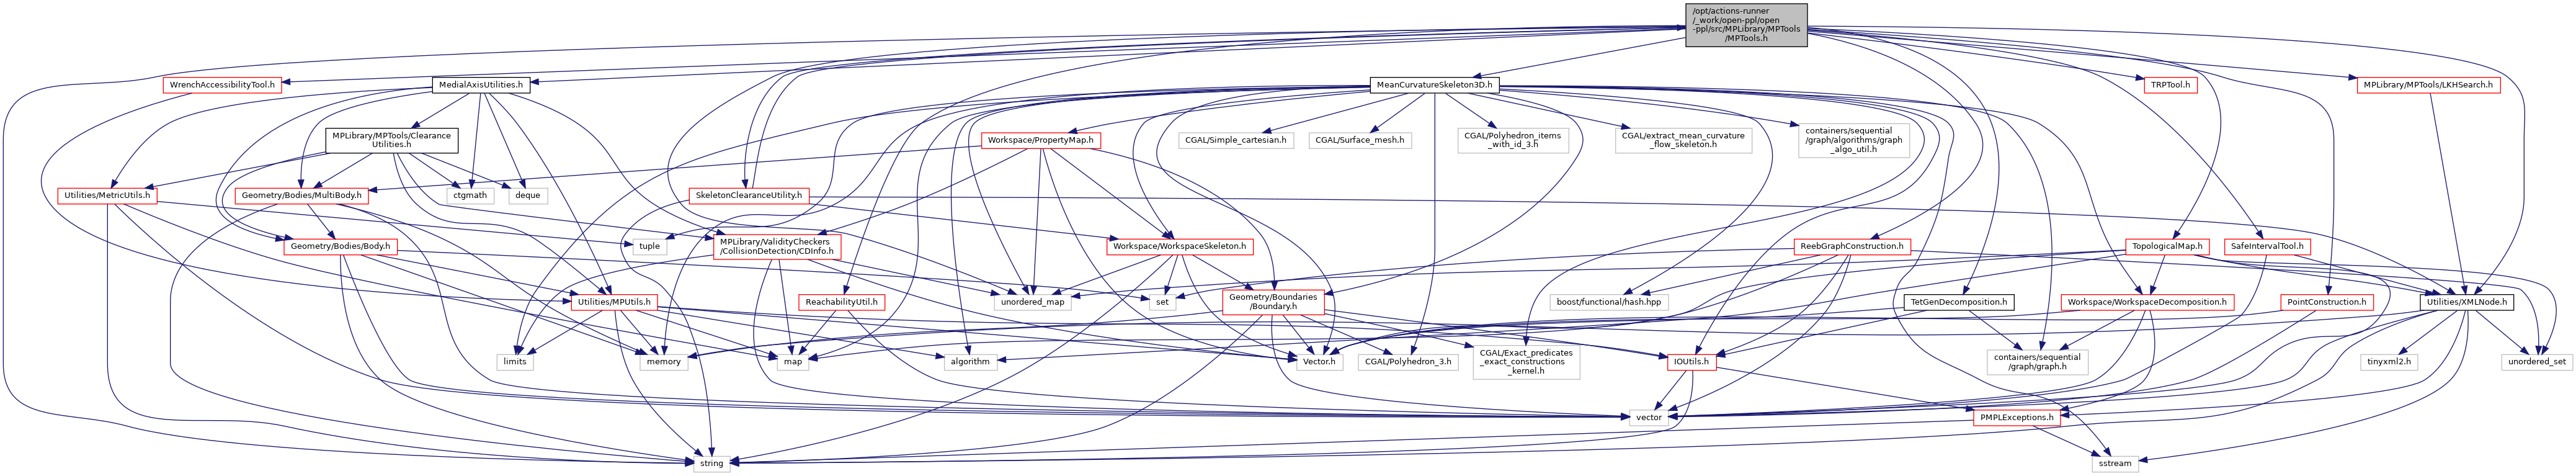 /opt/actions-runner
/_work/open-ppl/open
-ppl/src/MPLibrary/MPTools
/MPTools.h
WrenchAccessibilityTool.h
MedialAxisUtilities.h
MeanCurvatureSkeleton3D.h
TRPTool.h
MPLibrary/MPTools/LKHSearch.h
MPLibrary/MPTools/Clearance
Utilities.h
Workspace/PropertyMap.h
CGAL/Simple_cartesian.h
CGAL/Surface_mesh.h
CGAL/Polyhedron_items
_with_id_3.h
CGAL/extract_mean_curvature
_flow_skeleton.h
containers/sequential
/graph/algorithms/graph
_algo_util.h
Utilities/MetricUtils.h
Geometry/Bodies/MultiBody.h
ctgmath
deque
SkeletonClearanceUtility.h
Geometry/Bodies/Body.h
tuple
MPLibrary/ValidityCheckers
/CollisionDetection/CDInfo.h
Workspace/WorkspaceSkeleton.h
ReebGraphConstruction.h
TopologicalMap.h
SafeIntervalTool.h
Utilities/MPUtils.h
ReachabilityUtil.h
unordered_map
set
Geometry/Boundaries
/Boundary.h
boost/functional/hash.hpp
TetGenDecomposition.h
Workspace/WorkspaceDecomposition.h
PointConstruction.h
Utilities/XMLNode.h
limits
memory
map
algorithm
Vector.h
CGAL/Polyhedron_3.h
CGAL/Exact_predicates
_exact_constructions
_kernel.h
IOUtils.h
containers/sequential
/graph/graph.h
tinyxml2.h
unordered_set
vector
PMPLExceptions.h
string
sstream